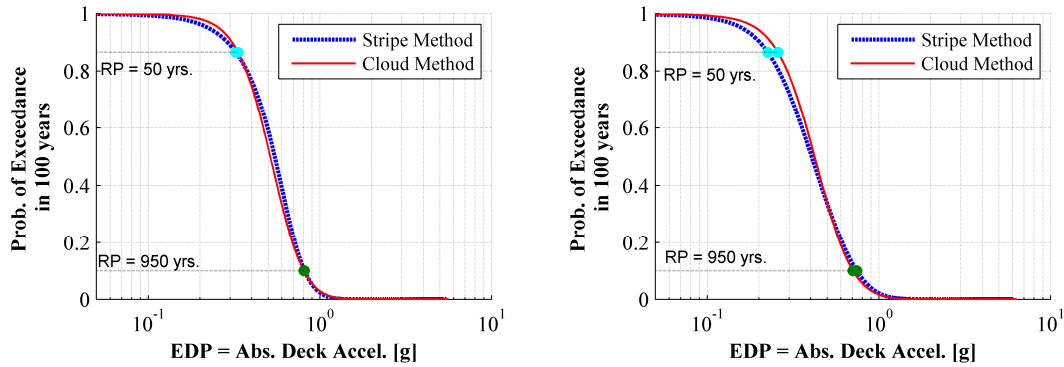 Prob. of Exceedance
in 100 years
1
0.8
0.6
0.4
0.2
0
RP = 50 yrs.
RP = 950 yrs.
Stripe Method
Cloud Method
10^-1
10^0
10^1
EDP = Abs. Deck Accel. [g]
Prob. of Exceedance
in 100 years
1
0.8
0.6
0.4
0.2
0
RP = 50 yrs.
RP = 950 yrs.
Stripe Method
Cloud Method
10^-1
10^0
10^1
EDP = Abs. Deck Accel. [g]